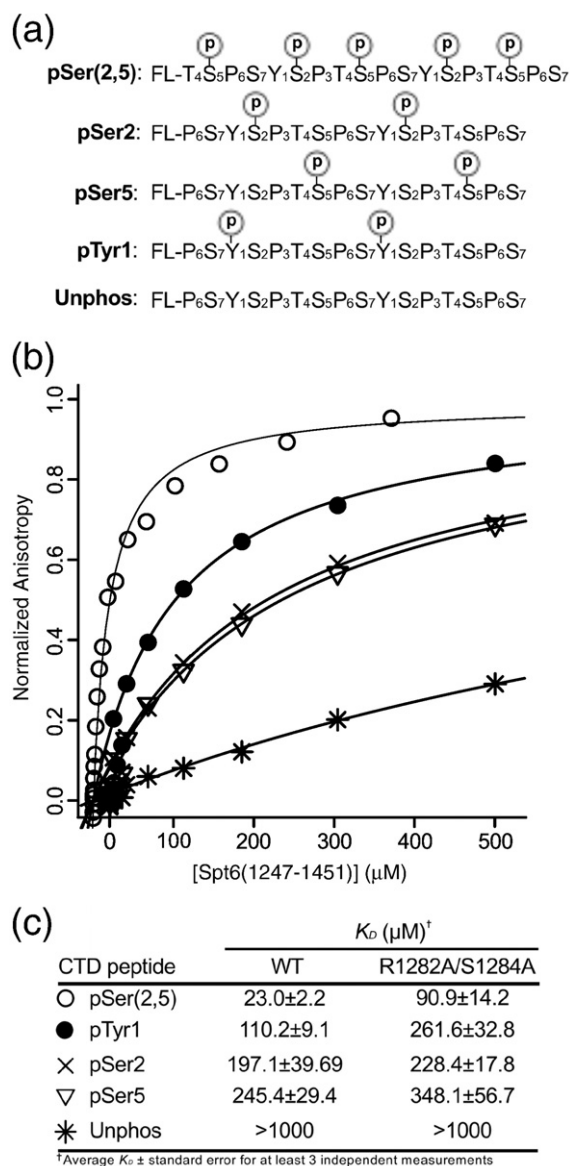 (a)
p p p p p
pSer(2,5): FL-T₄S₅P₆S₇Y₁S₂P₃T₄S₅P₆S₇Y₁S₂P₃T₄S₅P₆S₇
p p
pSer2: FL-P₆S₇Y₁S₂P₃T₄S₅P₆S₇Y₁S₂P₃T₄S₅P₆S₇
p p
pSer5: FL-P₆S₇Y₁S₂P₃T₄S₅P₆S₇Y₁S₂P₃T₄S₅P₆S₇
p p
pTyr1: FL-P₆S₇Y₁S₂P₃T₄S₅P₆S₇Y₁S₂P₃T₄S₅P₆S₇
Unphos: FL-P₆S₇Y₁S₂P₃T₄S₅P₆S₇Y₁S₂P₃T₄S₅P₆S₇
(b)
Normalized Anisotropy
1.0
0.8
0.6
0.4
0.2
0.0
0 100 200 300 400 500
[Spt6(1247-1451)] (μM)
(c)
K_D (μM)†
CTD peptide WT R1282A/S1284A
pSer(2,5) 23.0±2.2 90.9±14.2
pTyr1 110.2±9.1 261.6±32.8
pSer2 197.1±39.69 228.4±17.8
pSer5 245.4±29.4 348.1±56.7
Unphos >1000 >1000
†Average K_D ± standard error for at least 3 independent measurements